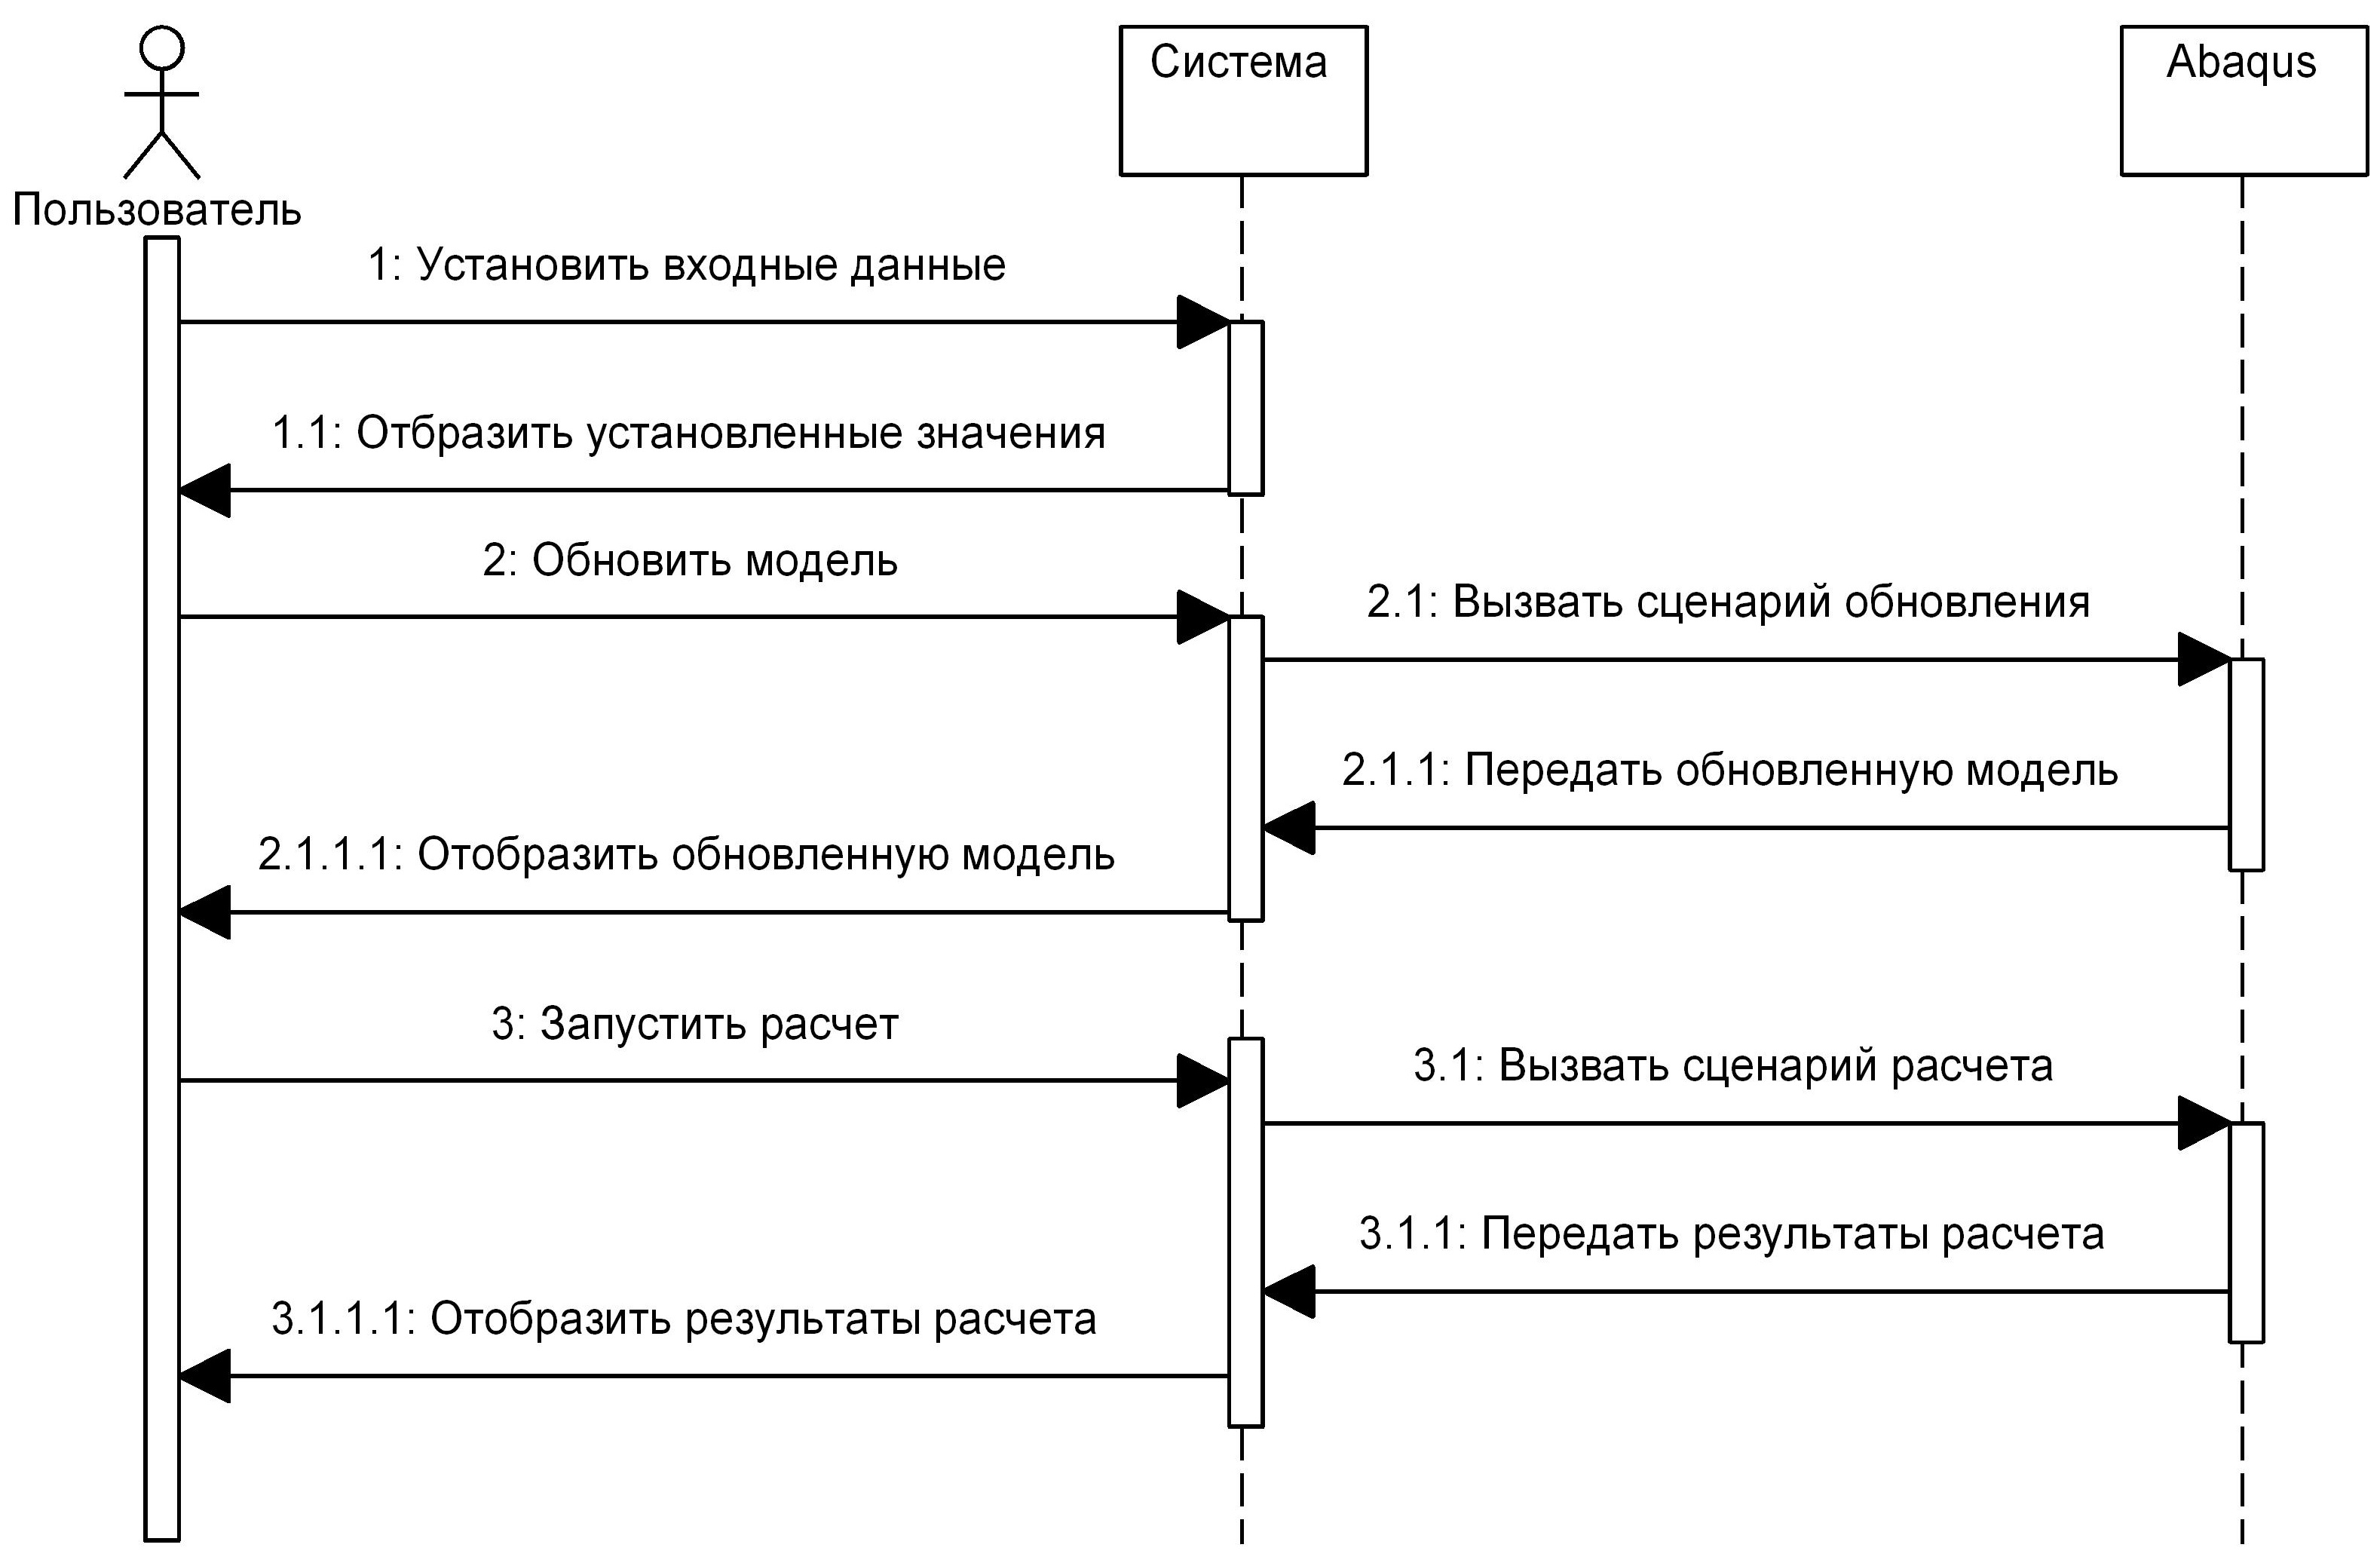 Система
Abaqus
Пользователь
1: Установить входные данные
1.1: Отбразить установленные значения
2: Обновить модель
2.1: Вызвать сценарий обновления
2.1.1: Передать обновленную модель
2.1.1.1: Отобразить обновленную модель
3: Запустить расчет
3.1: Вызвать сценарий расчета
3.1.1: Передать результаты расчета
3.1.1.1: Отобразить результаты расчета